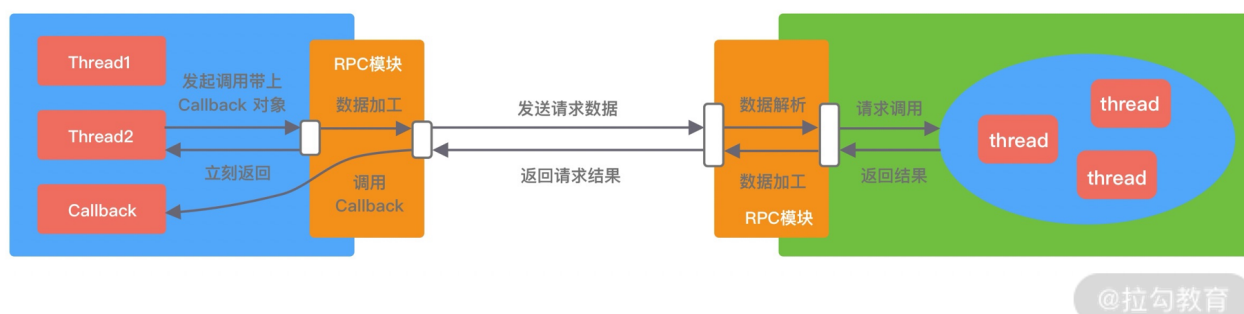 Thread1
Thread2
Callback
发起调用带上
Callback 对象
立刻返回
RPC模块
数据加工
调用
Callback
发送请求数据
返回请求结果
数据解析
数据加工
RPC模块
请求调用
返回结果
thread
thread
thread
@拉勾教育